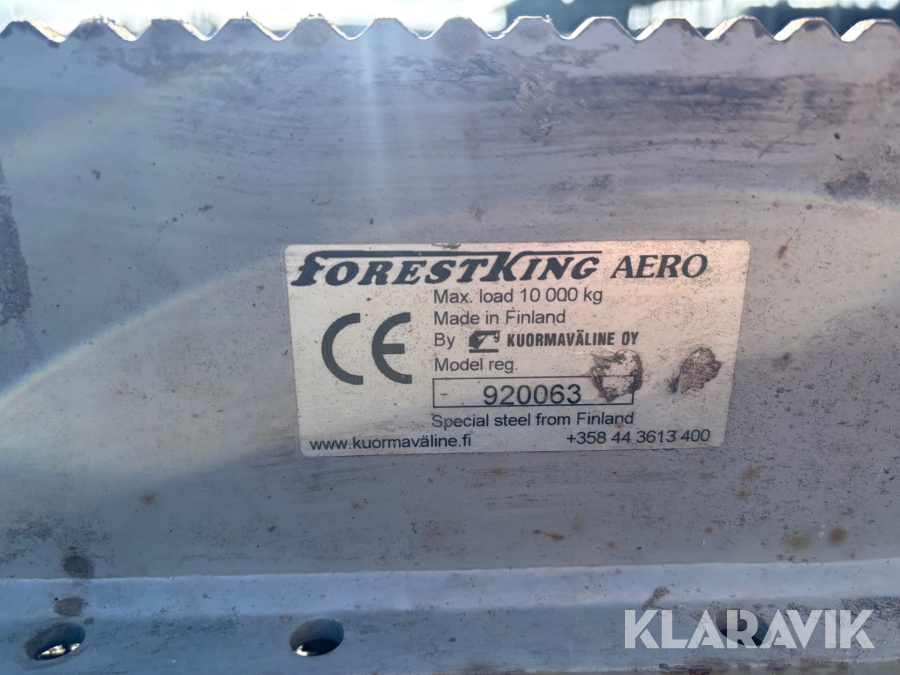 FORESTKING AERO
Max. load 10 000 kg
Made in Finland
By KUORMAVÄLINE OY
CE
Model reg.
920063
Special steel from Finland
www.kuormaväline.fi +358 44 3613 400
KLARAVIK